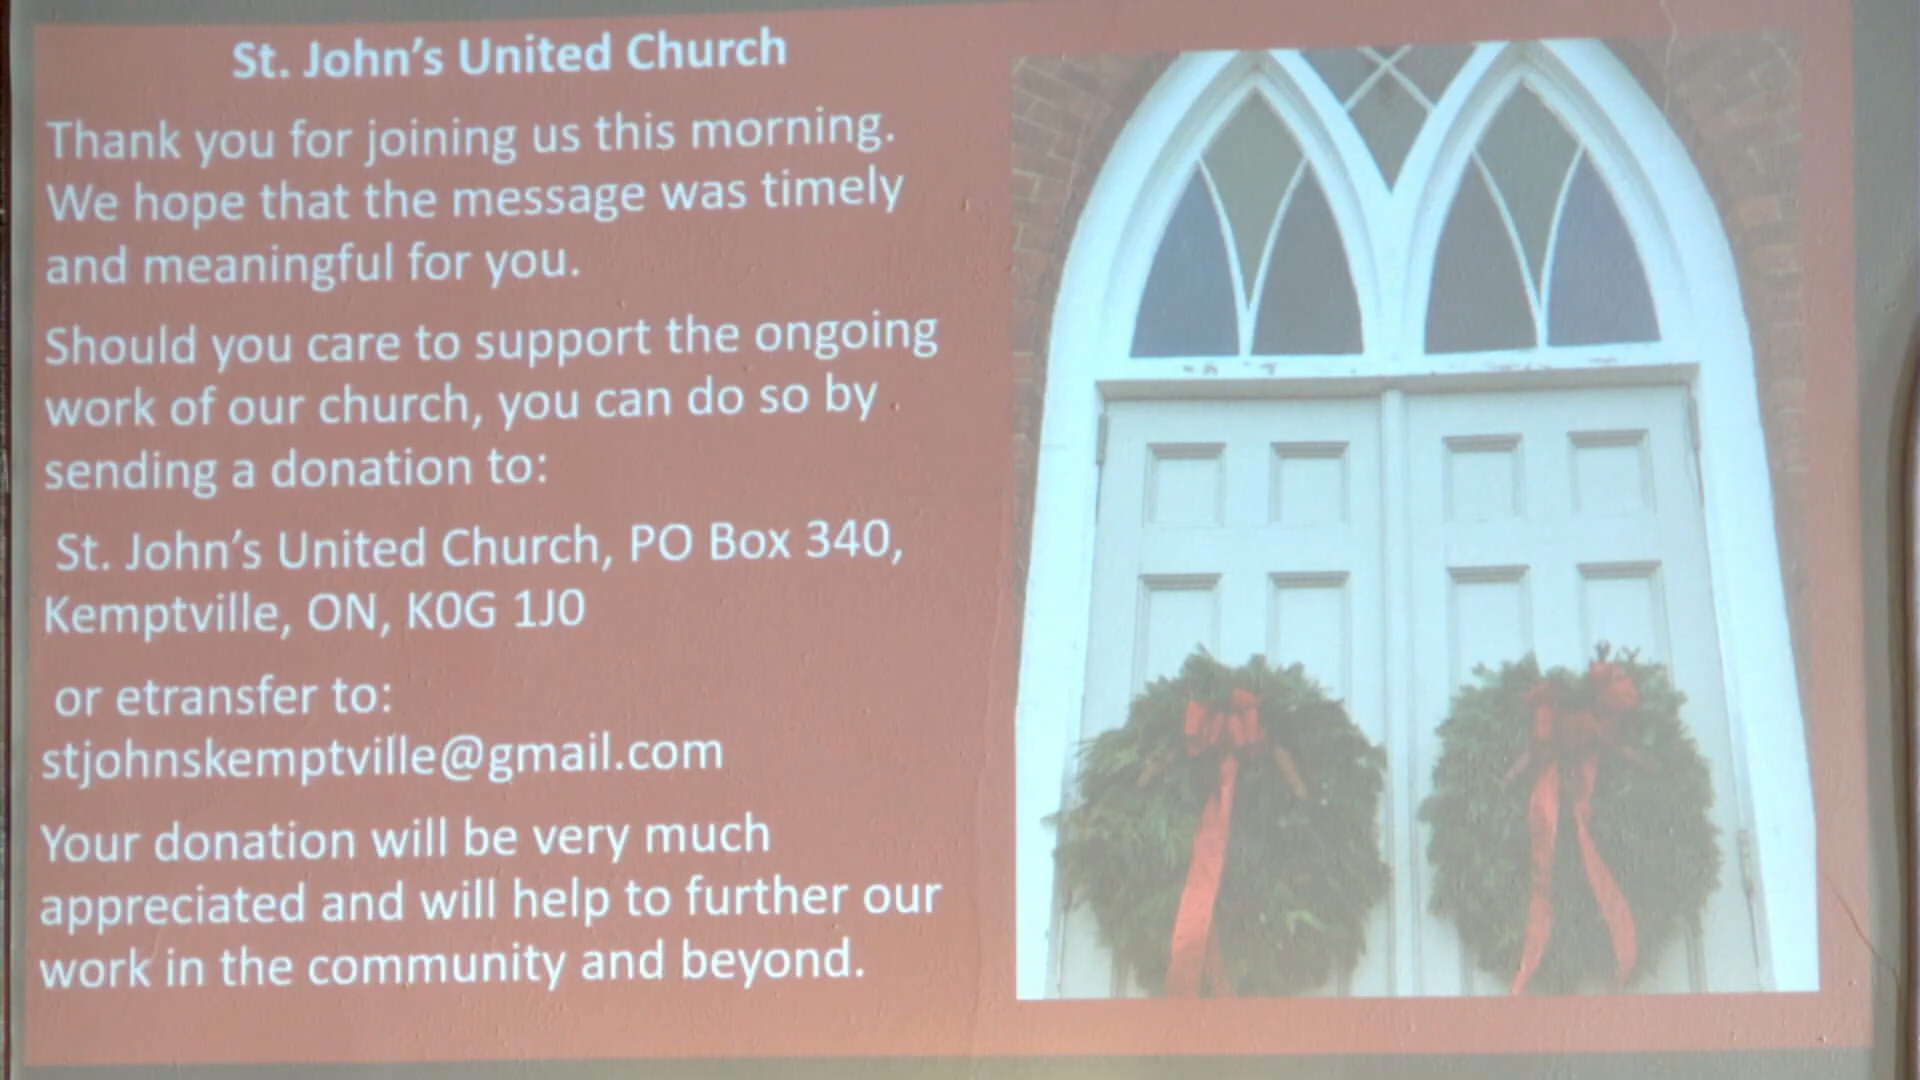 St. John's United Church
Thank you for joining us this morning.
We hope that the message was timely
and meaningful for you.
Should you care to support the ongoing
work of our church, you can do so by
sending a donation to:
St. John's United Church, PO Box 340,
Kemptville, ON, K0G 1J0
or etransfer to:
stjohnskemptville@gmail.com
Your donation will be very much
appreciated and will help to further our
work in the community and beyond.